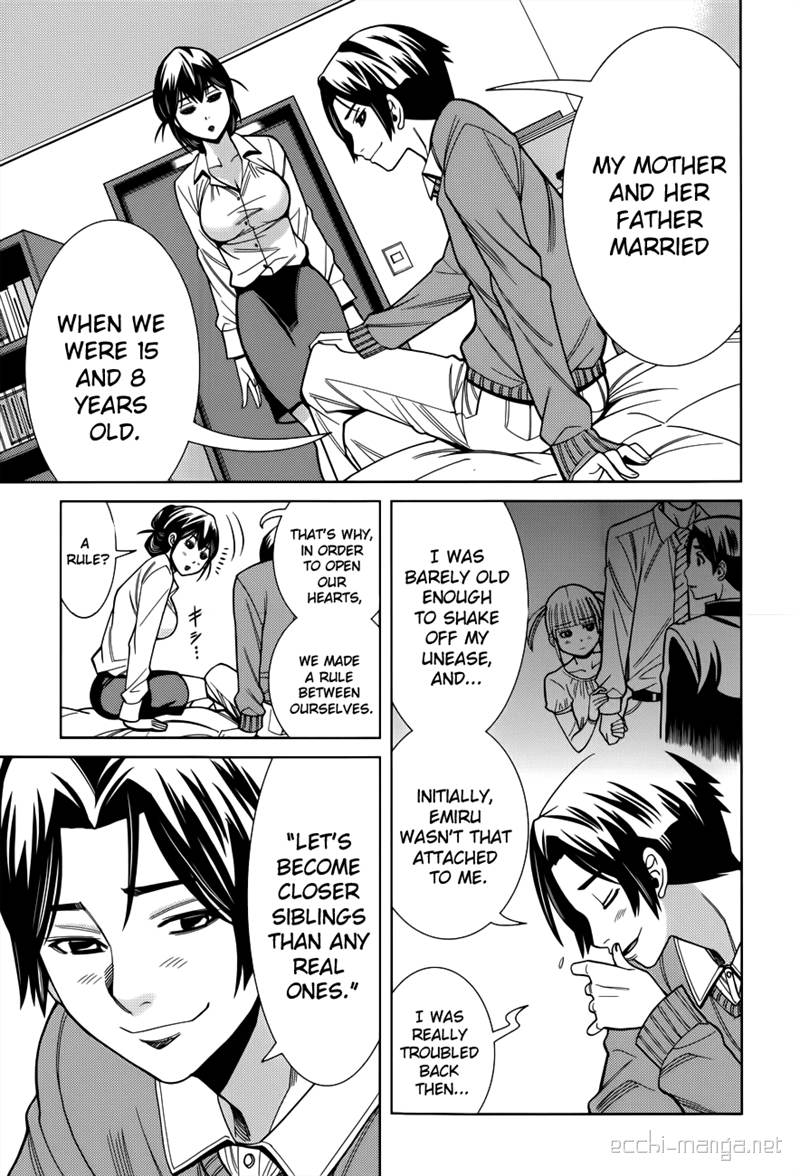 MY MOTHER
AND HER
FATHER
MARRIED
WHEN WE
WERE 15
AND 8
YEARS
OLD.
I WAS
BARELY OLD
ENOUGH
TO SHAKE
OFF MY
UNEASE,
AND...
INITIALLY,
EMIRU
WASN'T THAT
ATTACHED
TO ME.
I WAS
REALLY
TROUBLED
BACK
THEN...
THAT'S WHY,
IN ORDER
TO OPEN
OUR
HEARTS,
WE MADE
A RULE
BETWEEN
OURSELVES.
A
RULE?
ギシ…
"LET'S
BECOME
CLOSER
SIBLINGS
THAN ANY
REAL
ONES."
ecchi-manga.net